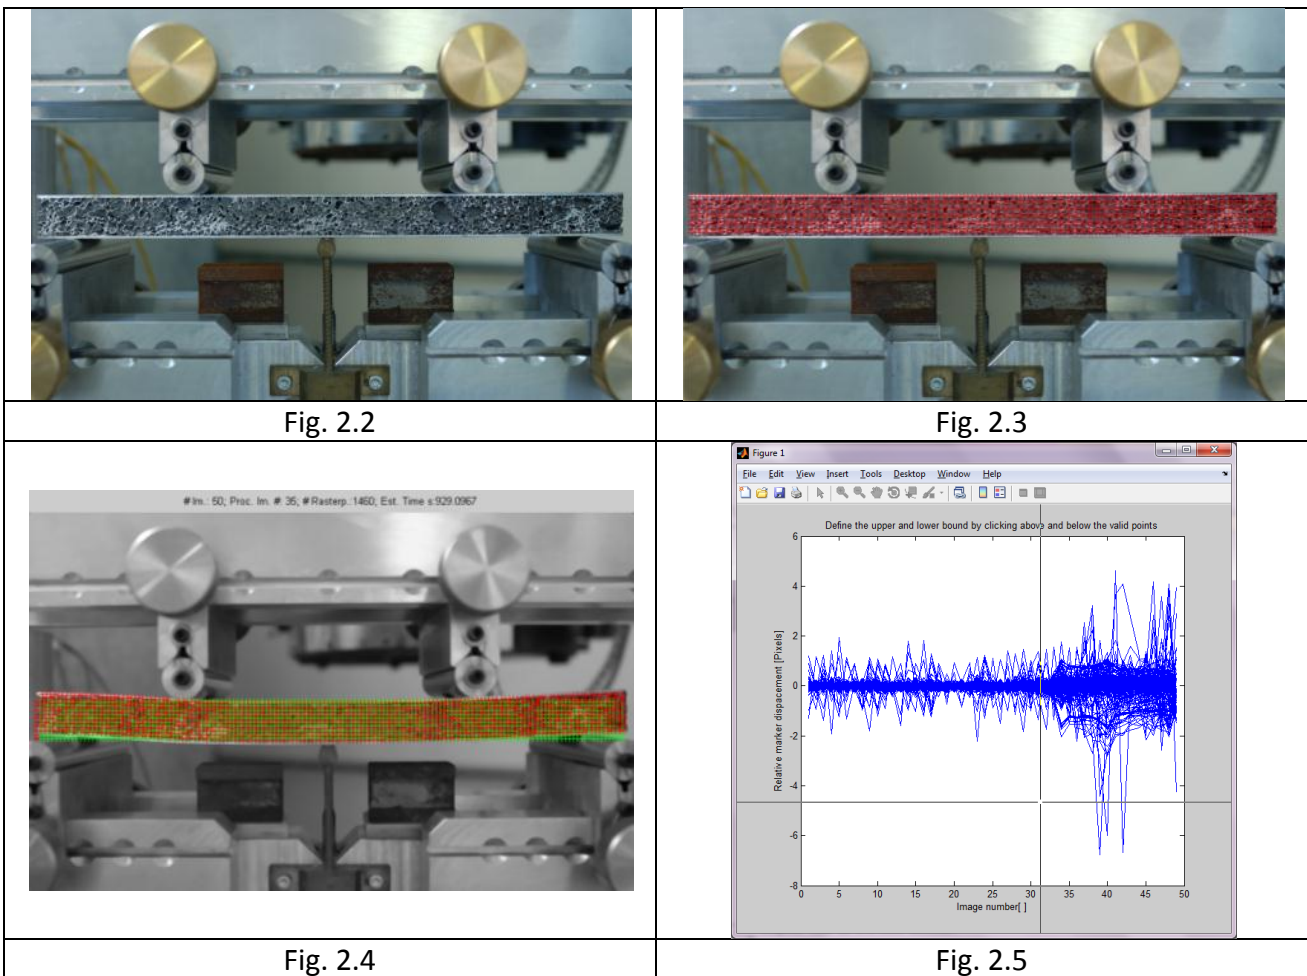 Fig. 2.2
Fig. 2.3
# Im.: 50; Proc. Im. #: 35; # Rasterp.:1460; Est. Time s:929.0967
Figure 1
File Edit View Insert Tools Desktop Window Help
Define the upper and lower bound by clicking above and below the valid points
6
4
2
0
-2
-4
-6
-8
Relative marker dispacement [Pixels]
0 5 10 15 20 25 30 35 40 45 50
Image number[ ]
Fig. 2.4
Fig. 2.5